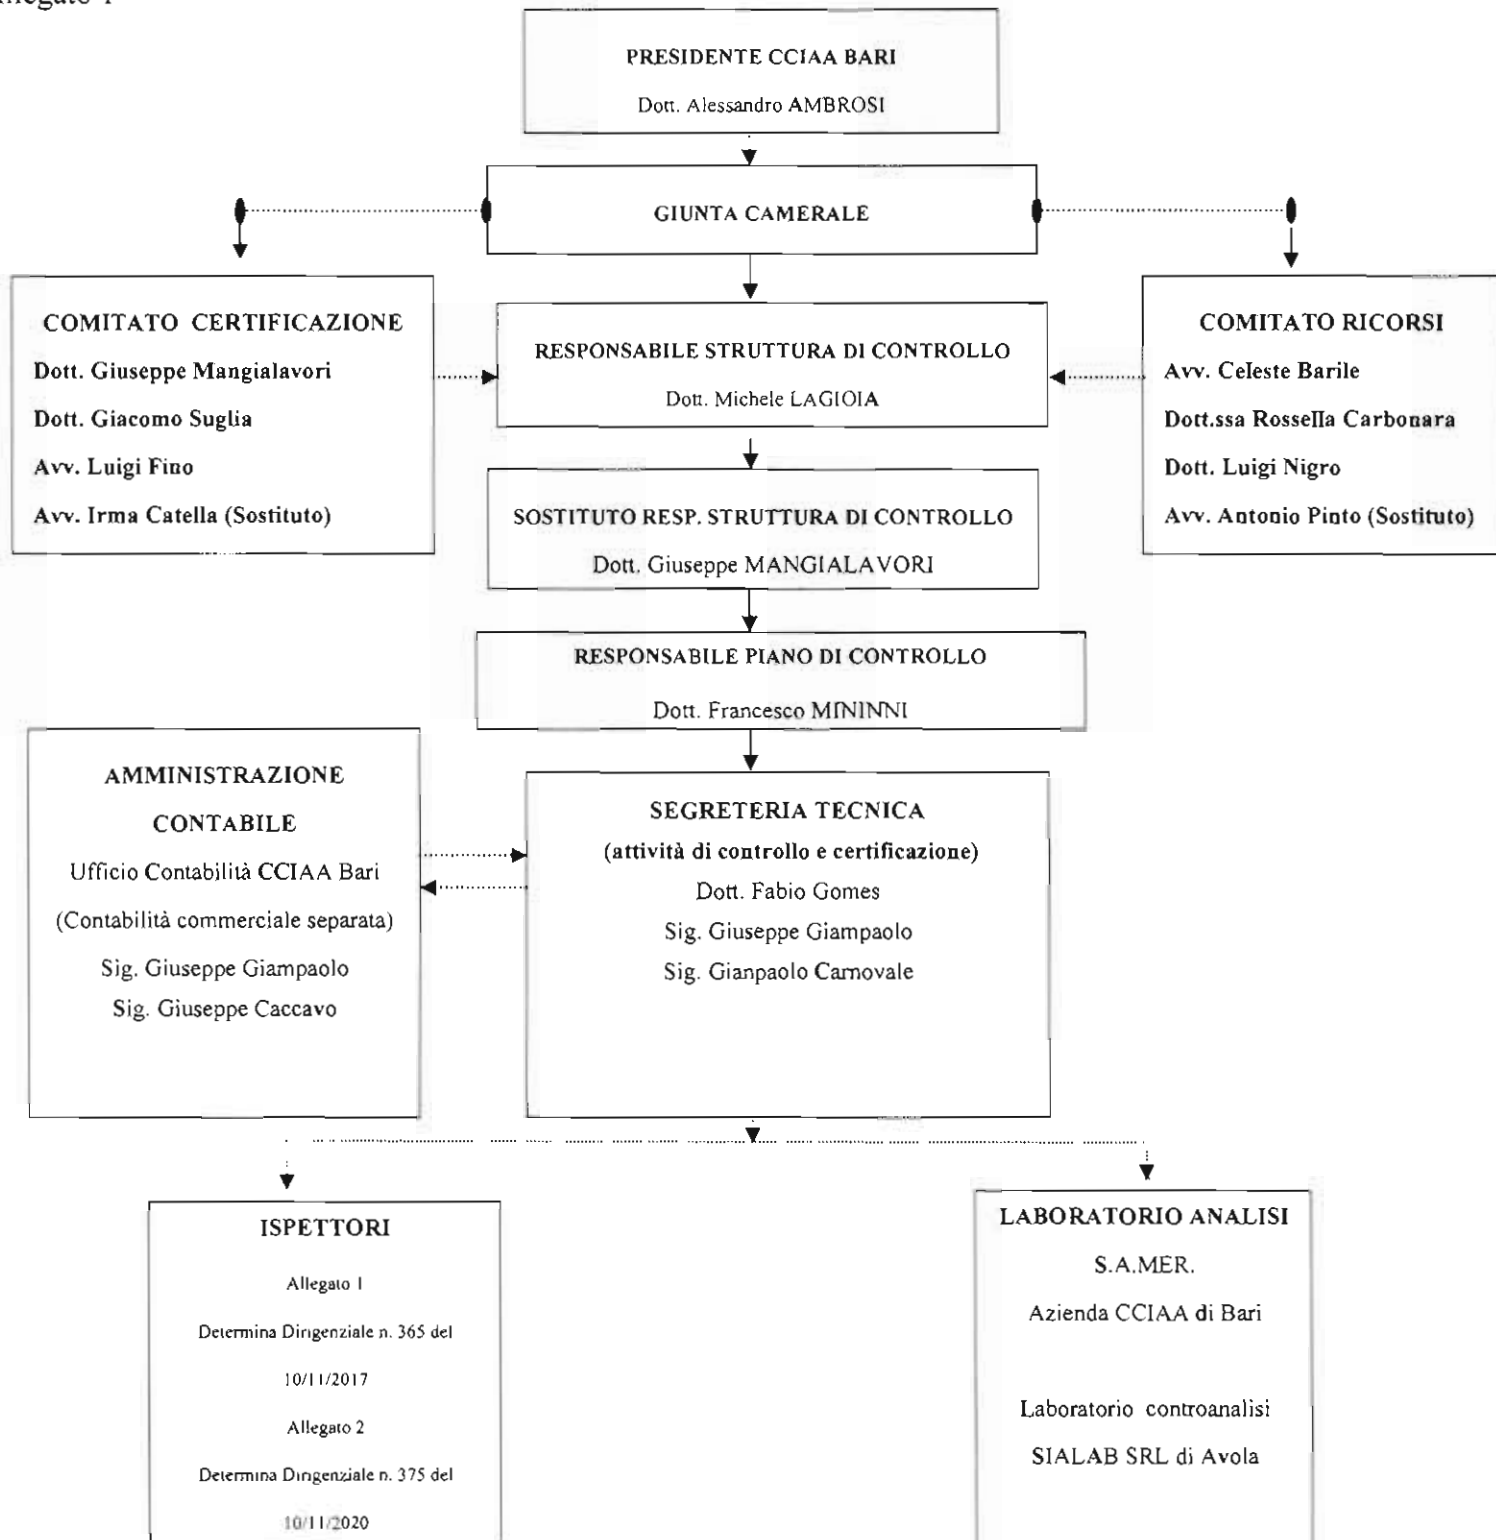 PRESIDENTE CCIAA BARI
Dott. Alessandro AMBROSI
GIUNTA CAMERALE
COMITATO CERTIFICAZIONE
Dott. Giuseppe Mangialavori
Dott. Giacomo Suglia
Avv. Luigi Fino
Avv. Irma Catella (Sostituto)
RESPONSABILE STRUTTURA DI CONTROLLO
Dott. Michele LAGIOIA
COMITATO RICORSI
Avv. Celeste Barile
Dott.ssa Rossella Carbonara
Dott. Luigi Nigro
Avv. Antonio Pinto (Sostituto)
SOSTITUTO RESP. STRUTTURA DI CONTROLLO
Dott. Giuseppe MANGIALAVORI
RESPONSABILE PIANO DI CONTROLLO
Dott. Francesco MININNI
AMMINISTRAZIONE
CONTABILE
Ufficio Contabilità CCIAA Bari
(Contabilità commerciale separata)
Sig. Giuseppe Giampaolo
Sig. Giuseppe Caccavo
SEGRETERIA TECNICA
(attività di controllo e certificazione)
Dott. Fabio Gomes
Sig. Giuseppe Giampaolo
Sig. Gianpaolo Carnovale
ISPETTORI
Allegato 1
Determina Dirigenziale n. 365 del
10/11/2017
Allegato 2
Determina Dirigenziale n. 375 del
10/11/2020
LABORATORIO ANALISI
S.A.MER.
Azienda CCIAA di Bari
Laboratorio controanalisi
SIALAB SRL di Avola